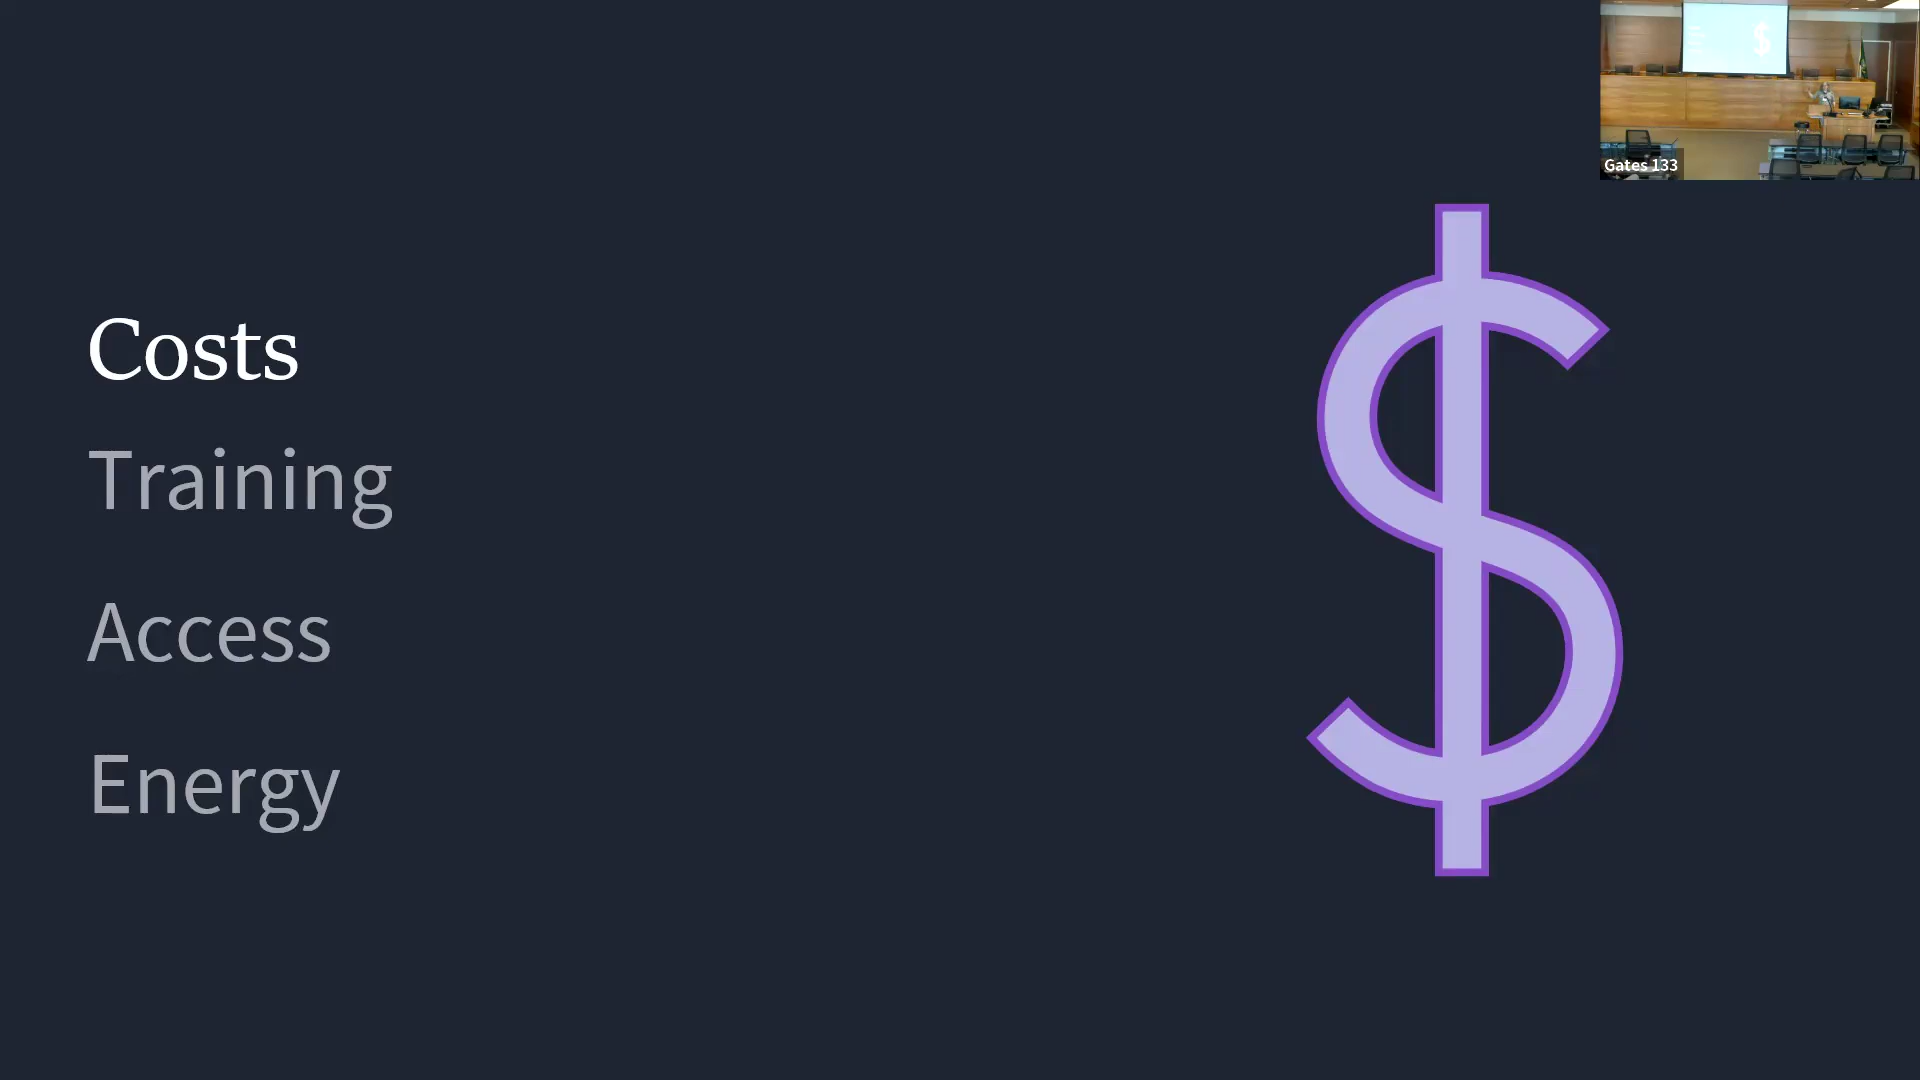 Costs
Training
Access
Energy
$
Gates 133